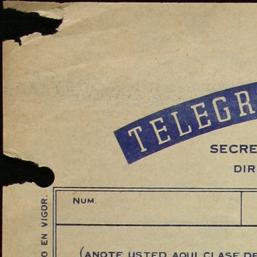 TELEGR
SECRE
DIR
NUM.
(ANOTE USTED AQUI CLASE DE
O EN VIGOR.